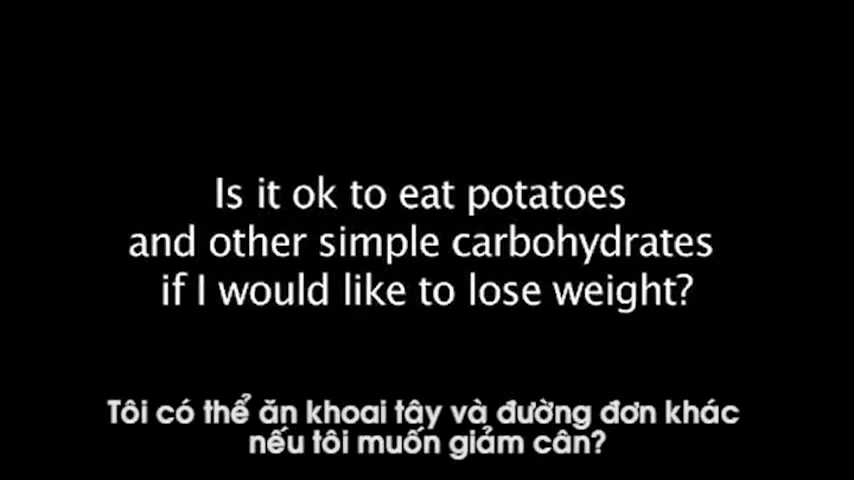 Is it ok to eat potatoes
and other simple carbohydrates
if I would like to lose weight?
Tôi có thể ăn khoai tây và đường đơn khác
nếu tôi muốn giảm cân?